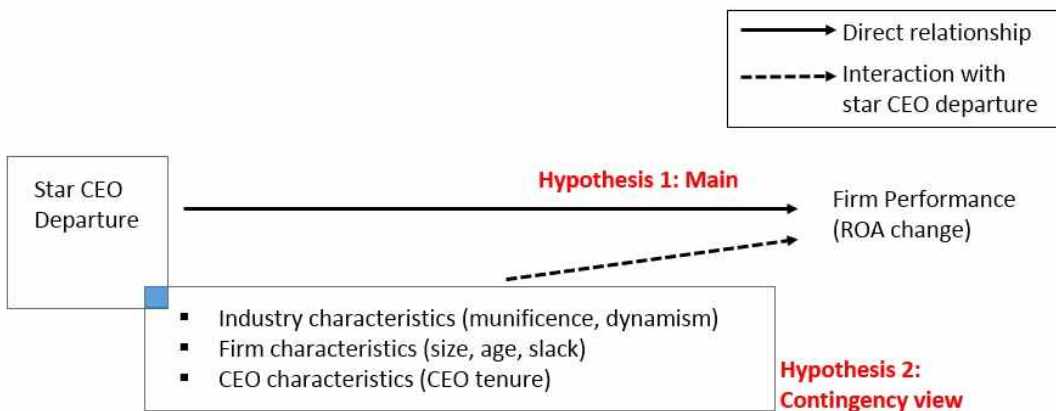 Direct relationship
Interaction with
star CEO departure
Star CEO
Departure
Hypothesis 1: Main
Firm Performance
(ROA change)
▪ Industry characteristics (munificence, dynamism)
▪ Firm characteristics (size, age, slack)
▪ CEO characteristics (CEO tenure)
Hypothesis 2:
Contingency view